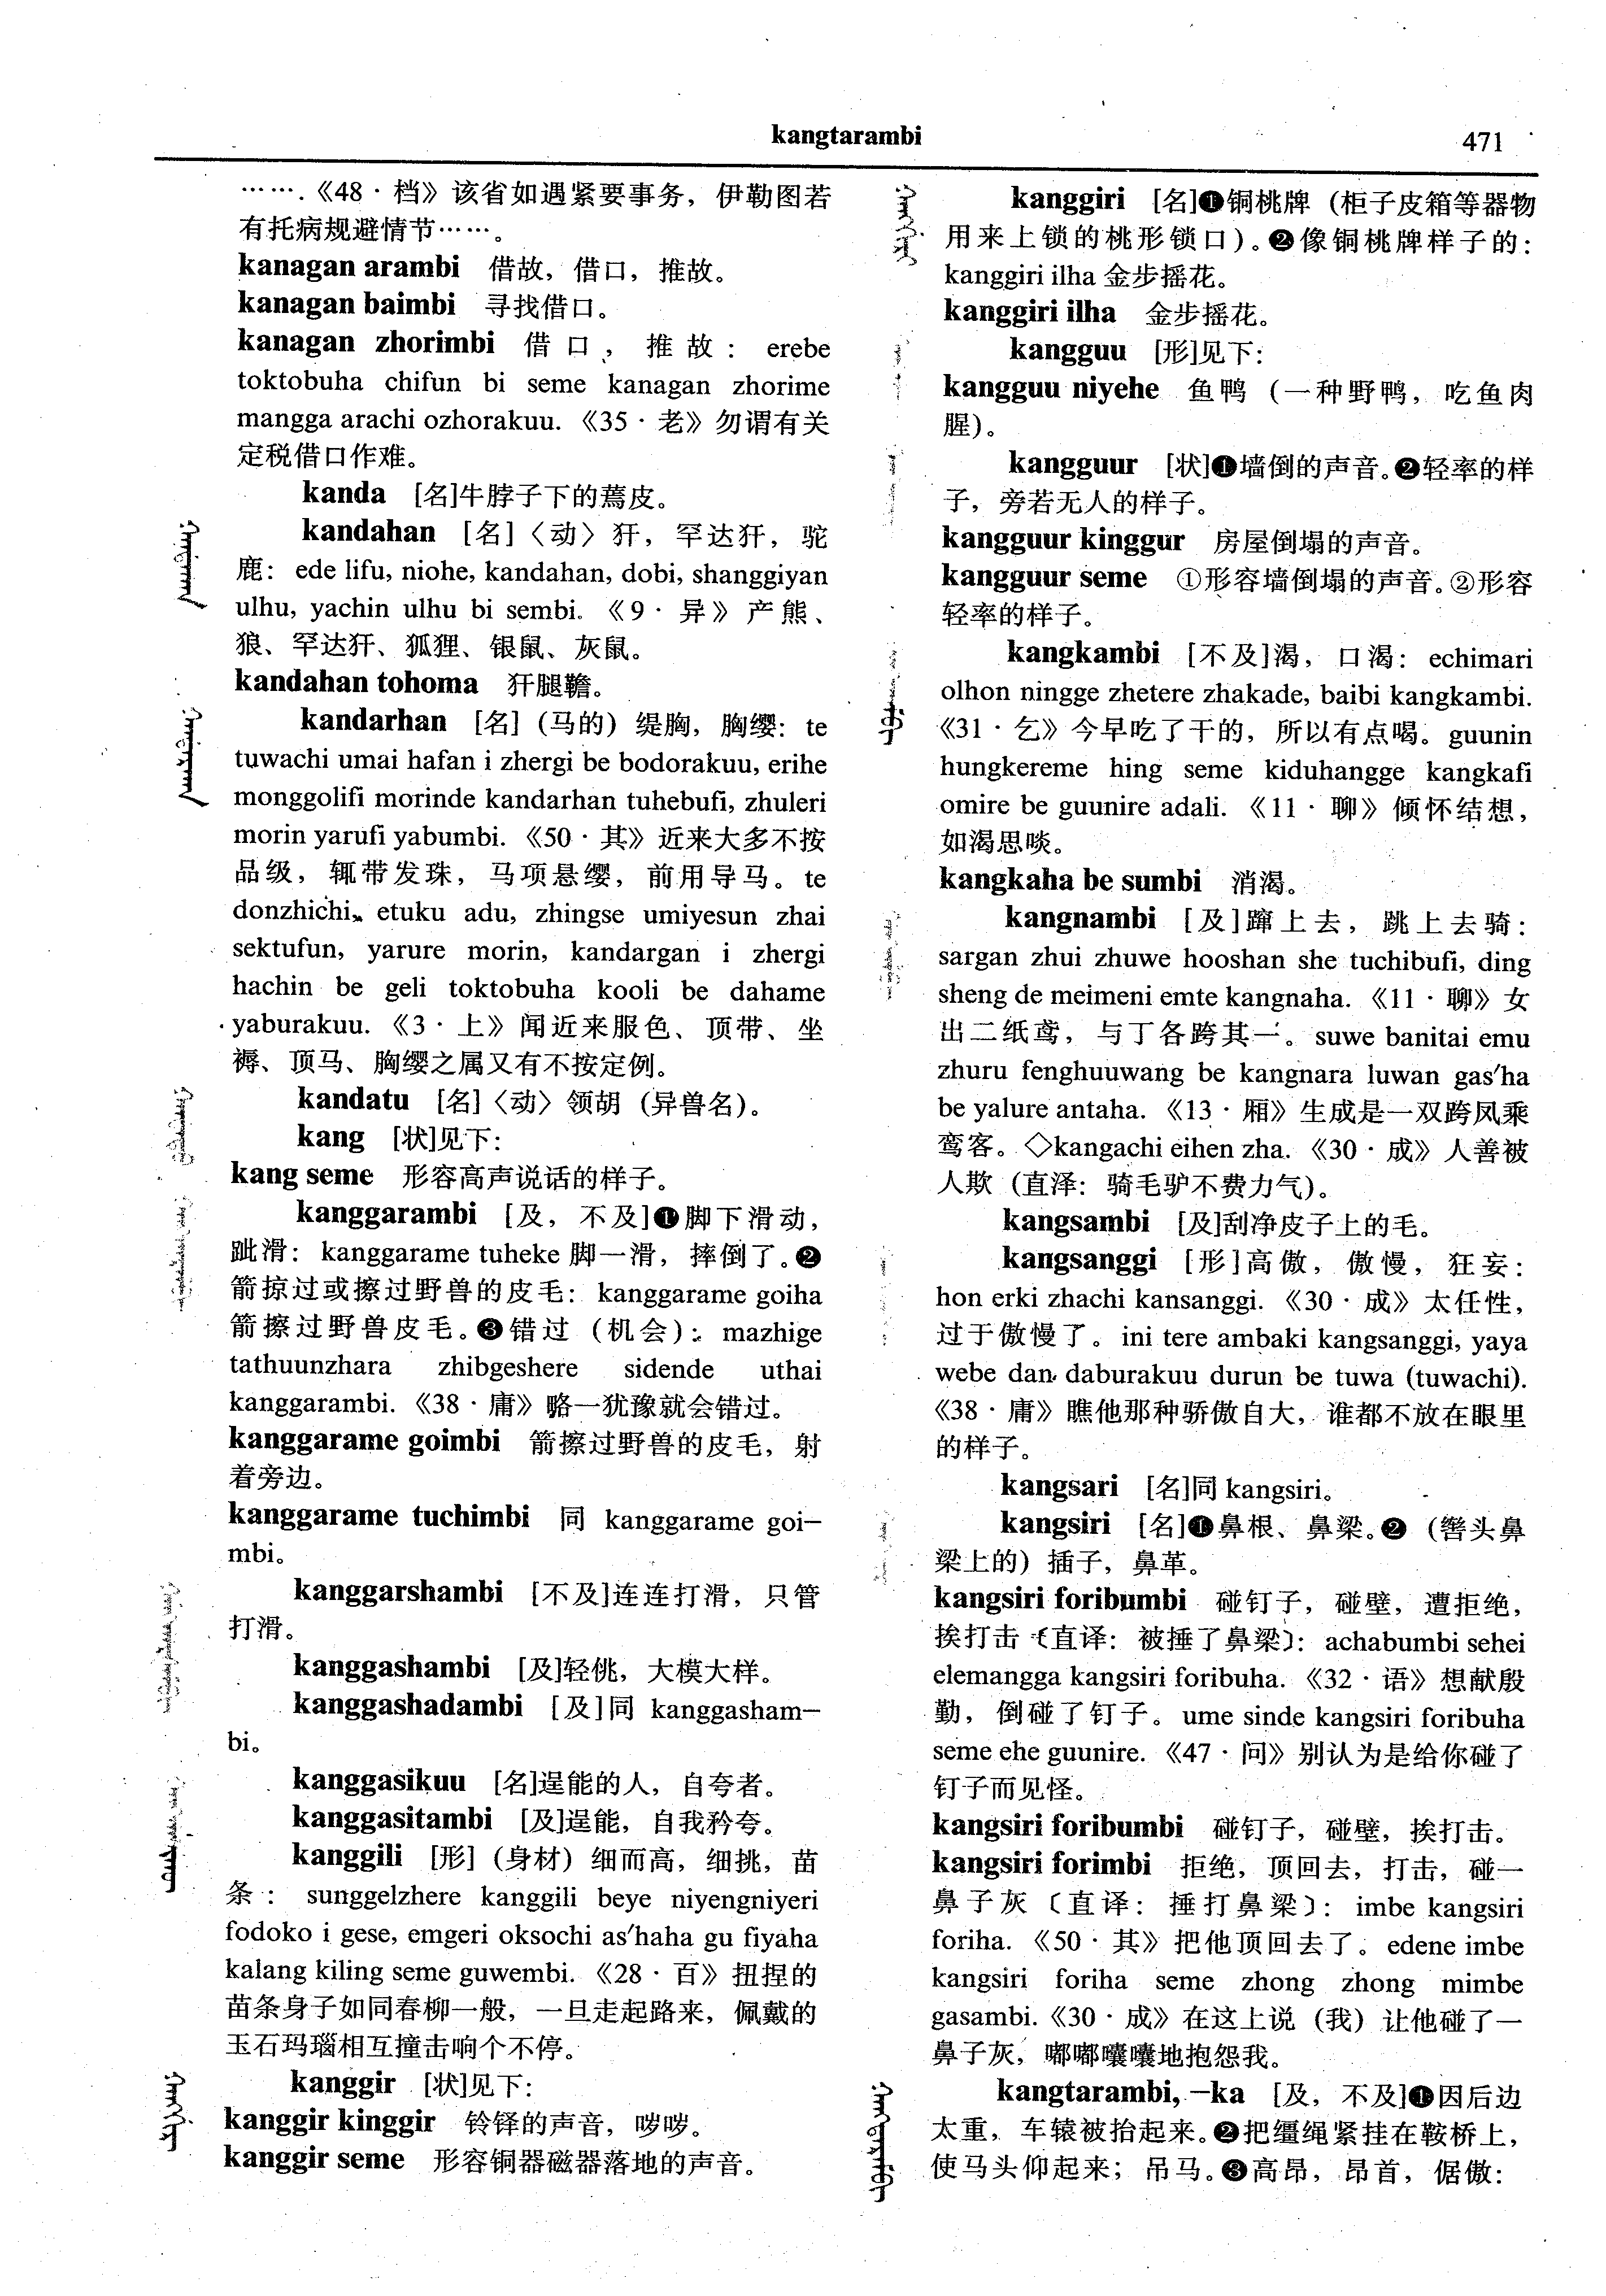 kangtarambi
471
…….《48·档》该省如遇紧要事务，伊勒图若
有托病规避情节……。
kanagan arambi 借故，借口，推故。
kanagan baimbi 寻找借口。
kanagan zhorimbi 借口，推故：erebe
toktobuha chifun bi seme kanagan zhorime
mangga arachi ozhorakuu.《35·老》勿谓有关
定税借口作难。
kanda [名]牛脖子下的蔫皮。
kandahan [名]〈动〉犴，罕达犴，驼
鹿：ede lifu, niohe, kandahan, dobi, shanggiyan
ulhu, yachin ulhu bi sembi.《9·异》产熊、
狼、罕达犴、狐狸、银鼠、灰鼠。
kandahan tohoma 犴腿韂。
kandarhan [名]（马的）缇胸，胸缨：te
tuwachi umai hafan i zhergi be bodorakuu, erihe
monggolifi morinde kandarhan tuhebufi, zhuleri
morin yarufi yabumbi.《50·其》近来大多不按
品级，辄带发珠，马项悬缨，前用导马。te
donzhichi, etuku adu, zhingse umiyesun zhai
sektufun, yarure morin, kandargan i zhergi
hachin be geli toktobuha kooli be dahame
yaburakuu.《3·上》闻近来服色、顶带、坐
褥、顶马、胸缨之属又有不按定例。
kandatu [名]〈动〉领胡（异兽名）。
kang [状]见下：
kang seme 形容高声说话的样子。
kanggarambi [及，不及]❶脚下滑动，
跐滑：kanggarame tuheke 脚一滑，摔倒了。❷
箭掠过或擦过野兽的皮毛：kanggarame goiha
箭擦过野兽皮毛。❸错过（机会）：mazhige
tathuunzhara zhibgeshere sidende uthai
kanggarambi.《38·庸》略一犹豫就会错过。
kanggarame goimbi 箭擦过野兽的皮毛，射
着旁边。
kanggarame tuchimbi 同 kanggarame goi—
mbi。
kanggarshambi [不及]连连打滑，只管
打滑。
kanggashambi [及]轻佻，大模大样。
kanggashadambi [及]同 kanggasham—
bi。
kanggasikuu [名]逞能的人，自夸者。
kanggasitambi [及]逞能，自我矜夸。
kanggili [形]（身材）细而高，细挑，苗
条：sunggelzhere kanggili beye niyengniyeri
fodoko i gese, emgeri oksochi as'haha gu fiyaha
kalang kiling seme guwembi.《28·百》扭捏的
苗条身子如同春柳一般，一旦走起路来，佩戴的
玉石玛瑙相互撞击响个不停。
kanggir [状]见下：
kanggir kinggir 铃铎的声音，哕哕。
kanggir seme 形容铜器磁器落地的声音。
kanggiri [名]❶铜桃牌（柜子皮箱等器物
用来上锁的桃形锁口）。❷像铜桃牌样子的：
kanggiri ilha 金步摇花。
kanggiri ilha 金步摇花。
kangguu [形]见下：
kangguu niyehe 鱼鸭（一种野鸭，吃鱼肉
腥）。
kangguur [状]❶墙倒的声音。❷轻率的样
子，旁若无人的样子。
kangguur kinggur 房屋倒塌的声音。
kangguur seme ①形容墙倒塌的声音。②形容
轻率的样子。
kangkambi [不及]渴，口渴：echimari
olhon ningge zhetere zhakade, baibi kangkambi.
《31·乞》今早吃了干的，所以有点喝。guunin
hungkereme hing seme kiduhangge kangkafi
omire be guunire adali.《11·聊》倾怀结想，
如渴思啖。
kangkaha be sumbi 消渴。
kangnambi [及]蹿上去，跳上去骑：
sargan zhui zhuwe hooshan she tuchibufi, ding
sheng de meimeni emte kangnaha.《11·聊》女
出二纸鸢，与丁各跨其一。suwe banitai emu
zhuru fenghuuwang be kangnara luwan gas'ha
be yalure antaha.《13·厢》生成是一双跨凤乘
鸾客。◇kangachi eihen zha.《30·成》人善被
人欺（直泽：骑毛驴不费力气）。
kangsambi [及]刮净皮子上的毛。
kangsanggi [形]高傲，傲慢，狂妄：
hon erki zhachi kansanggi.《30·成》太任性，
过于傲慢了。ini tere ambaki kangsanggi, yaya
webe dan daburakuu durun be tuwa (tuwachi).
《38·庸》瞧他那种骄傲自大，谁都不放在眼里
的样子。
kangsari [名]同 kangsiri。
kangsiri [名]❶鼻根、鼻梁。❷（辔头鼻
梁上的）插子，鼻革。
kangsiri foribumbi 碰钉子，碰壁，遭拒绝，
挨打击〔直译：被捶了鼻梁〕：achabumbi sehei
elemangga kangsiri foribuha.《32·语》想献殷
勤，倒碰了钉子。ume sinde kangsiri foribuha
seme ehe guunire.《47·问》别认为是给你碰了
钉子而见怪。
kangsiri foribumbi 碰钉子，碰壁，挨打击。
kangsiri forimbi 拒绝，顶回去，打击，碰一
鼻子灰〔直译：捶打鼻梁〕：imbe kangsiri
foriha.《50·其》把他顶回去了。edene imbe
kangsiri foriha seme zhong zhong mimbe
gasambi.《30·成》在这上说（我）让他碰了一
鼻子灰，嘟嘟囔囔地抱怨我。
kangtarambi, —ka [及，不及]❶因后边
太重，车辕被抬起来。❷把缰绳紧挂在鞍桥上，
使马头仰起来；吊马。❸高昂，昂首，倨傲：